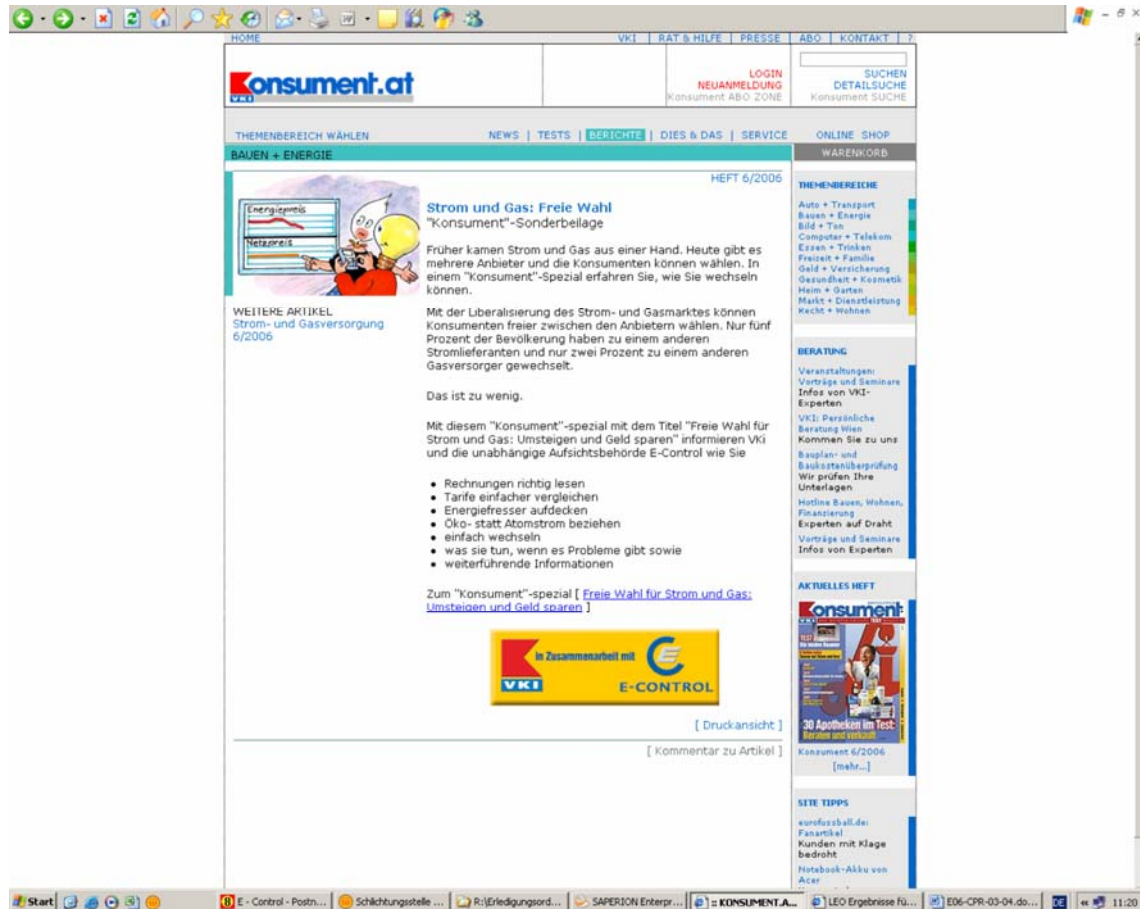 HOME
VKI | RAT & HILFE | PRESSE | ABO | KONTAKT | ?
Konsument.at
VKI
LOGIN
NEUANMELDUNG
Konsument ABO ZONE
SUCHEN
DETAILSUCHE
Konsument SUCHE
THEMENBEREICH WÄHLEN
NEWS | TESTS | BERICHTE | DIES & DAS | SERVICE
ONLINE SHOP
BAUEN + ENERGIE
WARENKORB
HEFT 6/2006
Energiepreis
Netzpreis
WEITERE ARTIKEL
Strom- und Gasversorgung
6/2006
Strom und Gas: Freie Wahl
"Konsument"-Sonderbeilage
Früher kamen Strom und Gas aus einer Hand. Heute gibt es
mehrere Anbieter und die Konsumenten können wählen. In
einem "Konsument"-Spezial erfahren Sie, wie Sie wechseln
können.
Mit der Liberalisierung des Strom- und Gasmarktes können
Konsumenten freier zwischen den Anbietern wählen. Nur fünf
Prozent der Bevölkerung haben zu einem anderen
Stromlieferanten und nur zwei Prozent zu einem anderen
Gasversorger gewechselt.
Das ist zu wenig.
Mit diesem "Konsument"-spezial mit dem Titel "Freie Wahl für
Strom und Gas: Umsteigen und Geld sparen" informieren VKi
und die unabhängige Aufsichtsbehörde E-Control wie Sie
• Rechnungen richtig lesen
• Tarife einfacher vergleichen
• Energiefresser aufdecken
• Öko- statt Atomstrom beziehen
• einfach wechseln
• was sie tun, wenn es Probleme gibt sowie
• weiterführende Informationen
Zum "Konsument"-spezial [ Freie Wahl für Strom und Gas:
Umsteigen und Geld sparen ]
VKI
in Zusammenarbeit mit
E-CONTROL
[ Druckansicht ]
[ Kommentar zu Artikel ]
THEMENBEREICHE
Auto + Transport
Bauen + Energie
Bild + Ton
Computer + Telekom
Essen + Trinken
Freizeit + Familie
Geld + Versicherung
Gesundheit + Kosmetik
Heim + Garten
Markt + Dienstleistung
Recht + Wohnen
BERATUNG
Veranstaltungen:
Vorträge und Seminare
Infos von VKI-
Experten
VKI: Persönliche
Beratung Wien
Kommen Sie zu uns
Bauplan- und
Baukostenüberprüfung
Wir prüfen Ihre
Unterlagen
Hotline Bauen, Wohnen,
Finanzierung
Experten auf Draht
Vorträge und Seminare
Infos von Experten
AKTUELLES HEFT
Konsument
VKI
TEST
30 Apotheken im Test:
Beraten und verkauft
Konsument 6/2006
[mehr...]
SITE TIPPS
eurofussball.de:
Fanartikel
Kunden mit Klage
bedroht
Notebook-Akku von
Acer
Start
E - Control - Postn...
Schlichtungsstelle ...
R:\Erledigungsord...
SAPERION Enterpr...
:: KONSUMENT.A...
LEO Ergebnisse fü...
E06-CPR-03-04.do...
DE
11:20